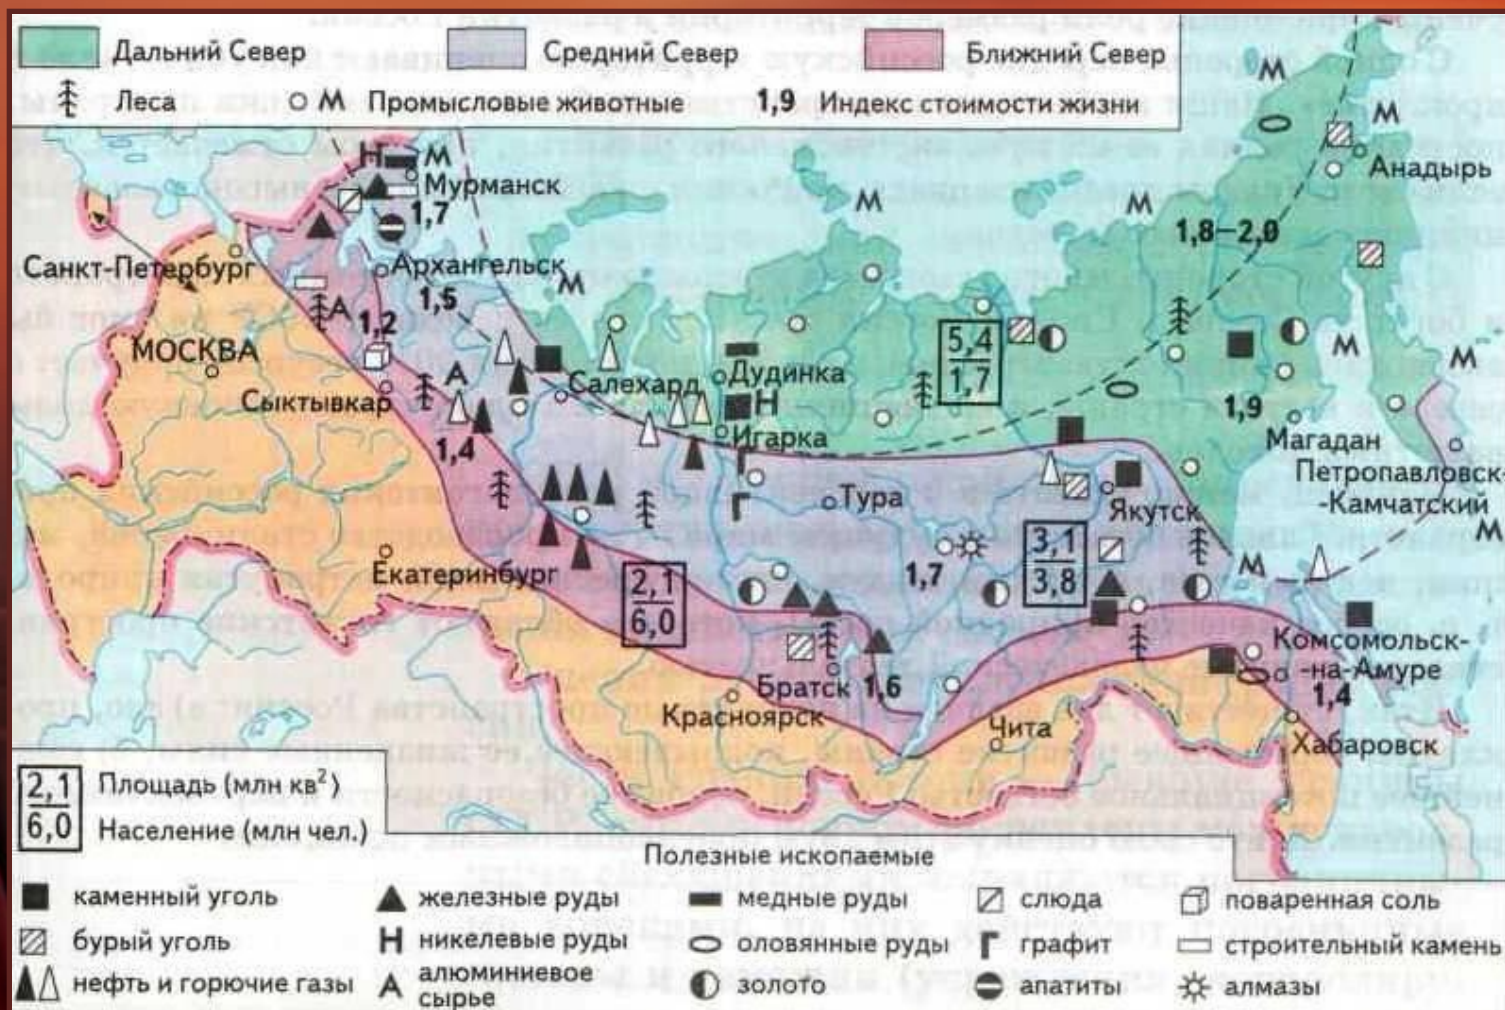 Дальний Север
Средний Север
Ближний Север
Леса
М Промысловые животные
1,9 Индекс стоимости жизни
Н
М
Мурманск
1,7
М
М
Анадырь
М
М
1,8–2,0
Санкт-Петербург
Архангельск
1,5
М
А
1,2
МОСКВА
А
Салехард
Дудинка
5,4
1,7
М
М
Сыктывкар
Н
1,9
1,4
Игарка
Магадан
Г
Петропавловск-
-Камчатский
Тура
Г
Якутск
М
Екатеринбург
1,7
3,1
3,8
М
2,1
6,0
Комсомольск-
-на-Амуре
Братск
1,6
1,4
Красноярск
Чита
Хабаровск
2,1
6,0
Площадь (млн кв²)
Население (млн чел.)
Полезные ископаемые
каменный уголь
железные руды
медные руды
слюда
поваренная соль
бурый уголь
Н никелевые руды
оловянные руды
Г графит
строительный камень
нефть и горючие газы
А алюминиевое
сырье
золото
апатиты
алмазы